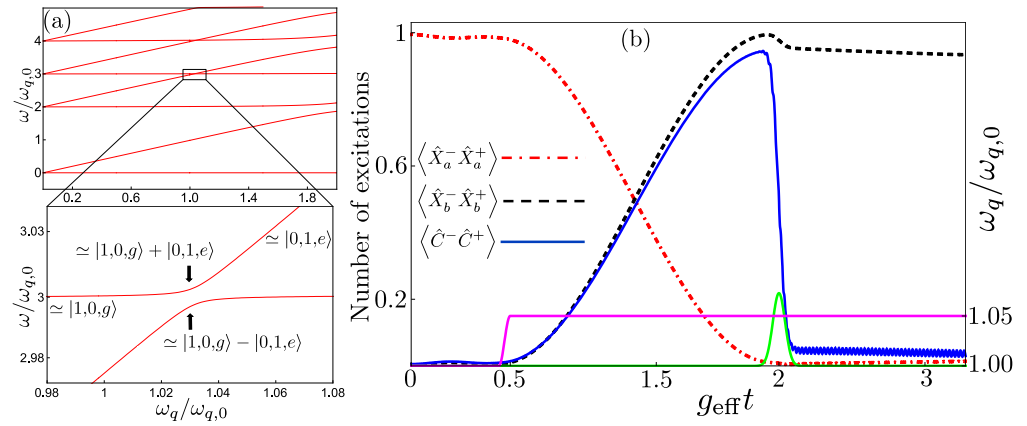 (a)
ω/ω_{q,0}
4
3
2
1
0
0.2
0.6
1.0
1.4
1.8
ω/ω_{q,0}
3.03
3
2.98
≃|1,0,g⟩ + |0,1,e⟩
≃|0,1,e⟩
≃|1,0,g⟩
≃|1,0,g⟩ − |0,1,e⟩
0.98
1.00
1.02
1.04
1.06
1.08
ω_q/ω_{q,0}
(b)
Number of excitations
1
0.6
0.2
⟨X̂_a^- X̂_a^+⟩
⟨X̂_b^- X̂_b^+⟩
⟨Ĉ^- Ĉ^+⟩
0
0.5
1.5
2
3
g_eff t
ω_q/ω_{q,0}
1.05
1.00